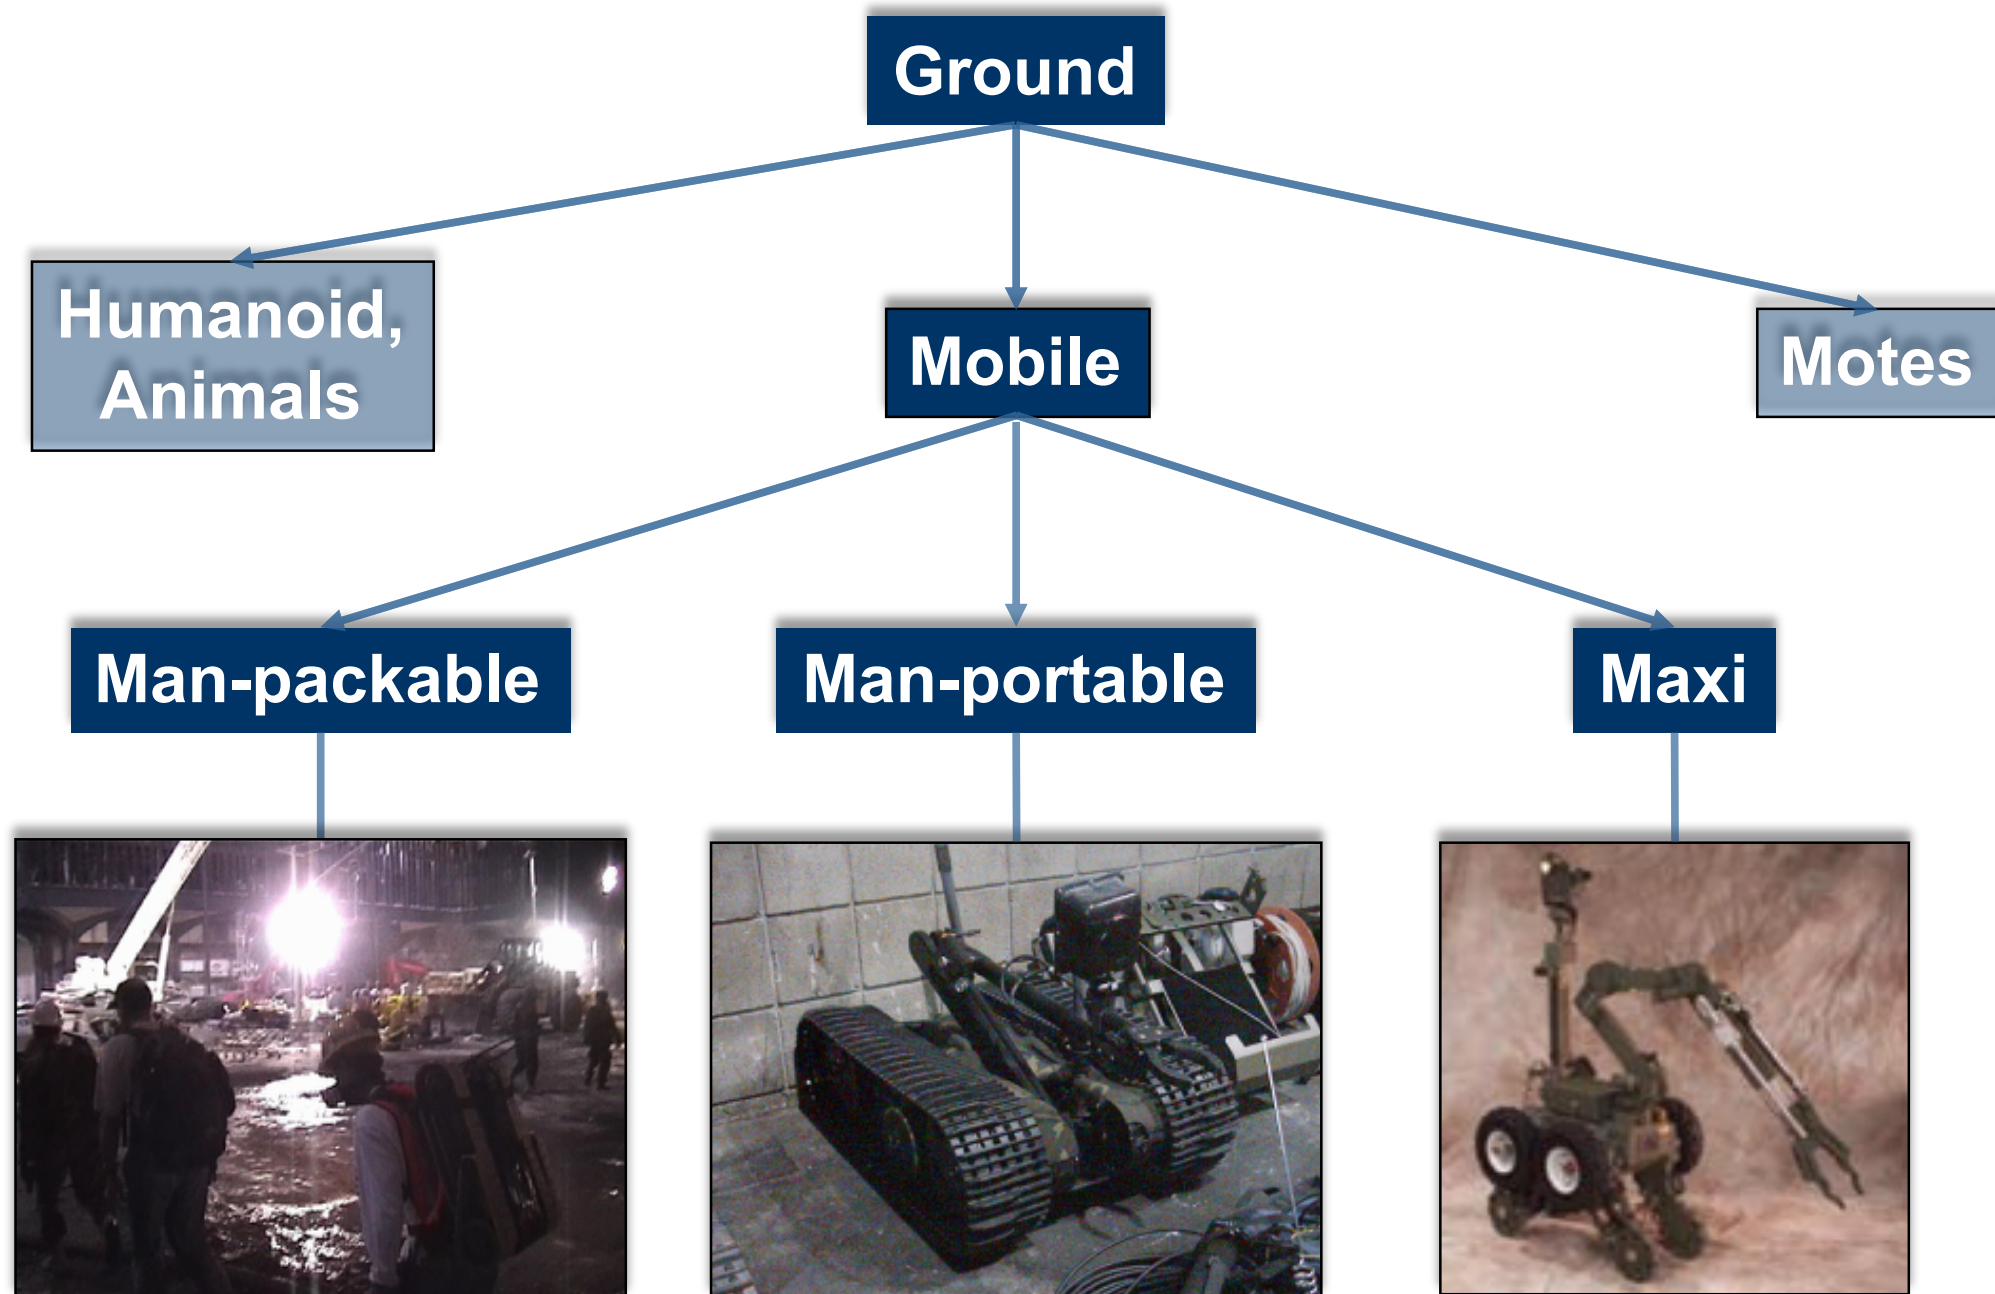 Ground
Humanoid,
Animals
Mobile
Motes
Man-packable
Man-portable
Maxi